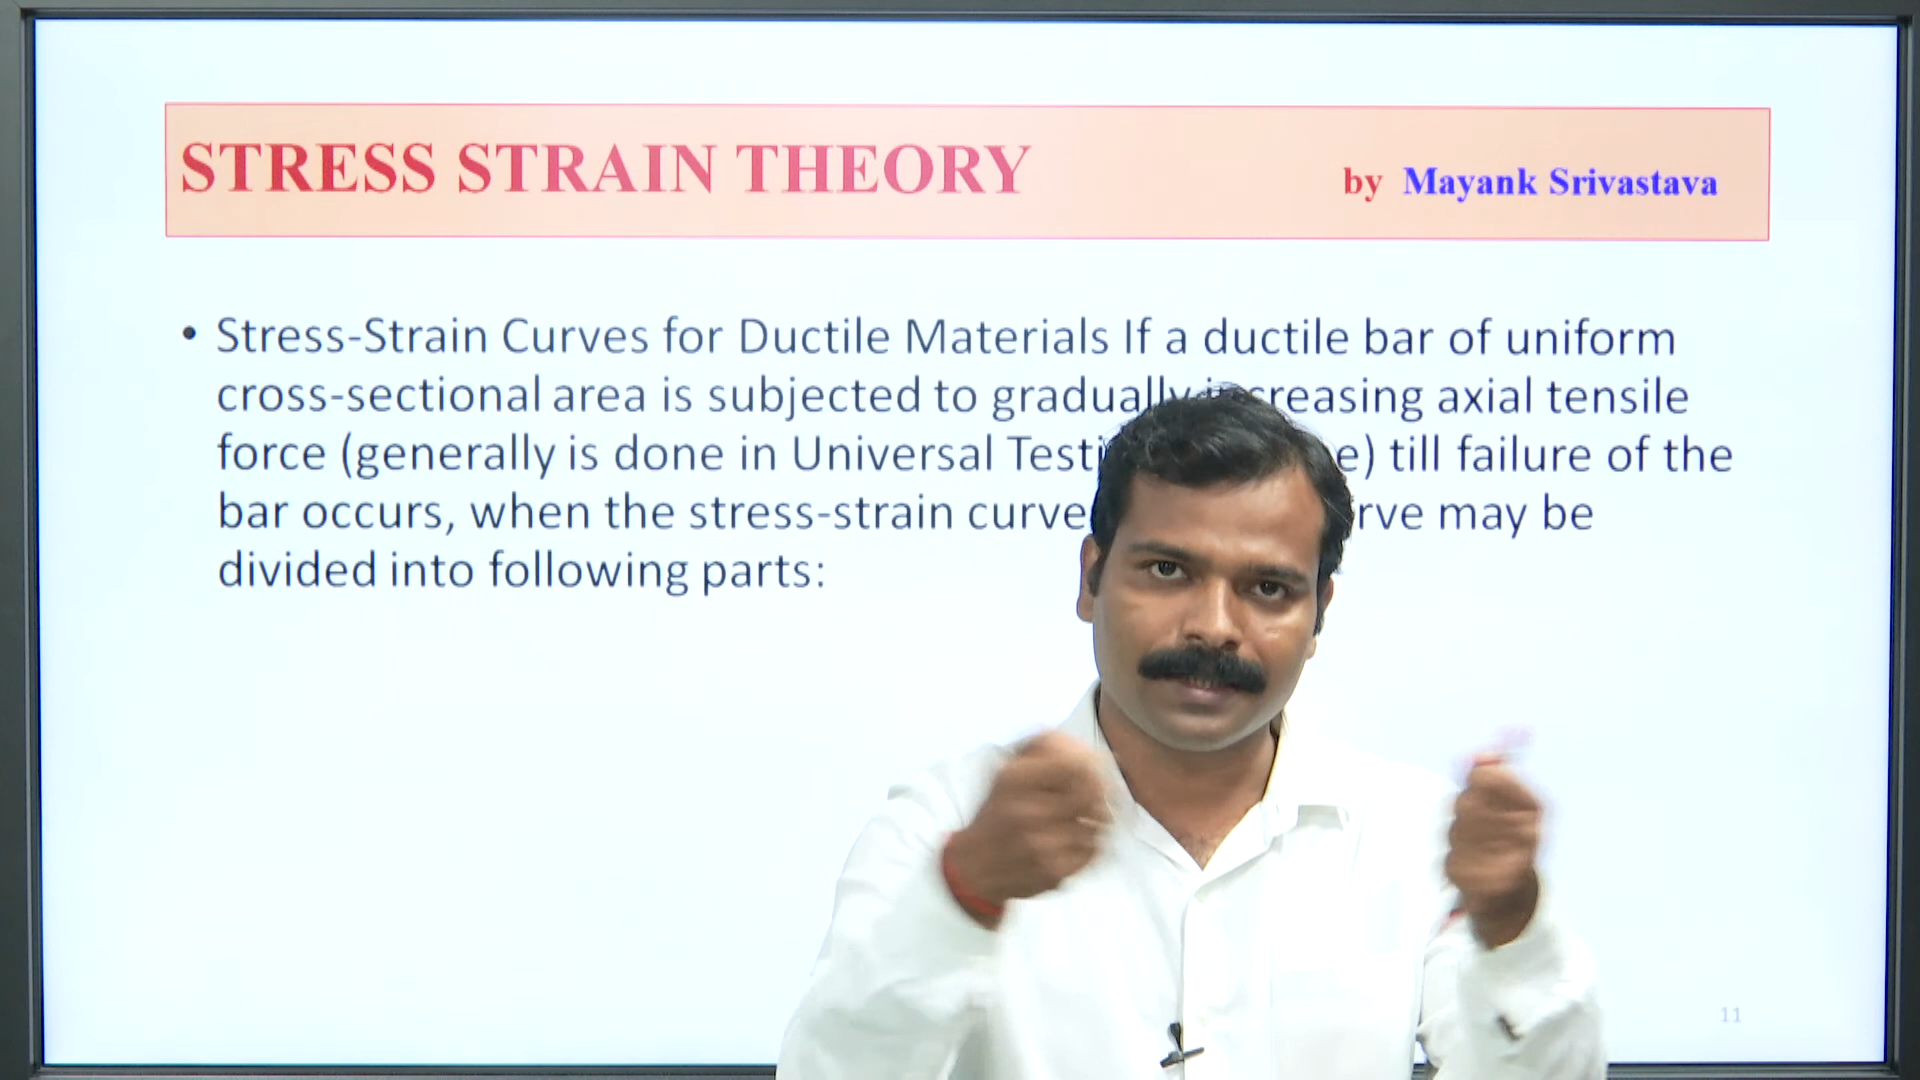 STRESS STRAIN THEORY by Mayank Srivastava
• Stress-Strain Curves for Ductile Materials If a ductile bar of uniform
cross-sectional area is subjected to gradually increasing axial tensile
force (generally is done in Universal Testi e) till failure of the
bar occurs, when the stress-strain curve rve may be
divided into following parts:
11